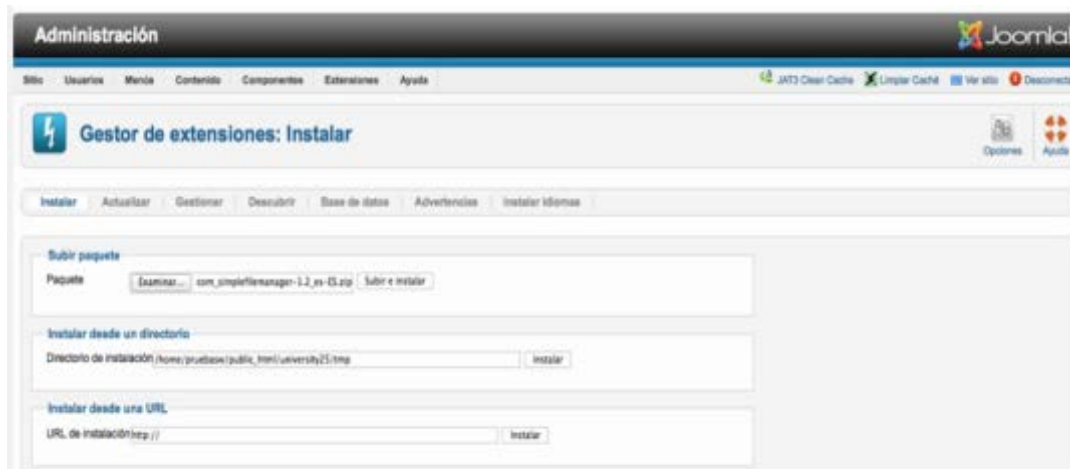 Administración
Joomla!
Sitio Usuarios Menús Contenido Componentes Extensiones Ayuda
JAT3 Clean Cache Limpiar Caché Ver sitio Desconecta
Gestor de extensiones: Instalar
Opciones Ayuda
Instalar Actualizar Gestionar Descubrir Base de datos Advertencias Instalar Idiomas
Subir paquete
Paquete Examinar... com_simplefilemanager-1.2_es-ES.zip Subir e instalar
Instalar desde un directorio
Directorio de instalación /home/pruebasw/public_html/university25/tmp Instalar
Instalar desde una URL
URL de instalación http:// Instalar